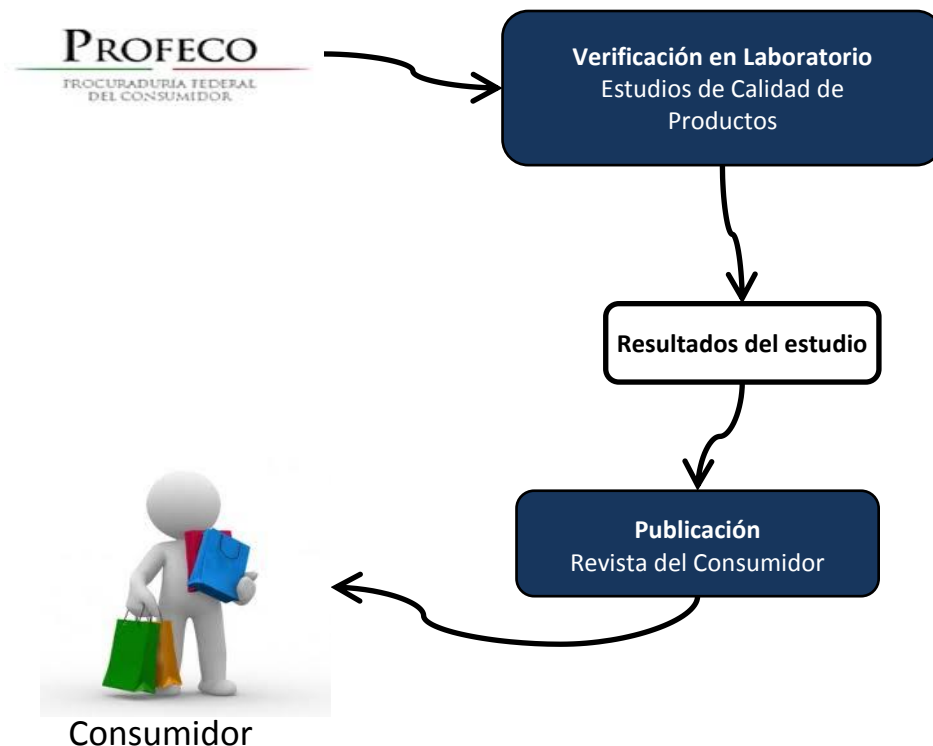 PROFECO
PROCURADURÍA FEDERAL
DEL CONSUMIDOR
Verificación en Laboratorio
Estudios de Calidad de
Productos
Resultados del estudio
Publicación
Revista del Consumidor
Consumidor